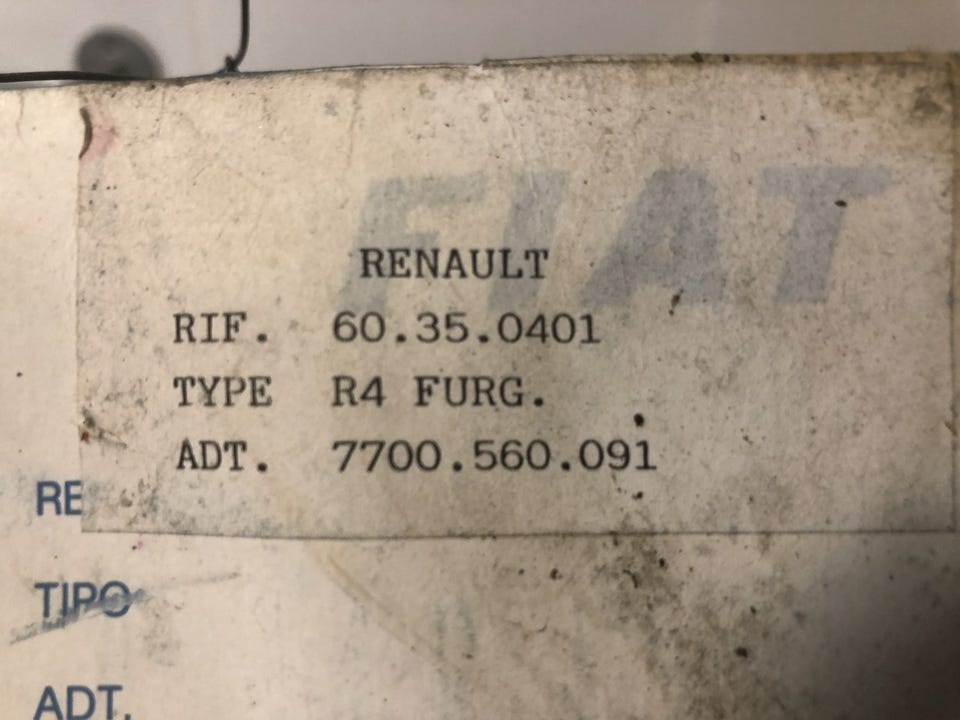 FIAT
RENAULT
RIF. 60.35.0401
TYPE R4 FURG.
ADT. 7700.560.091
RE
TIPO
ADT.